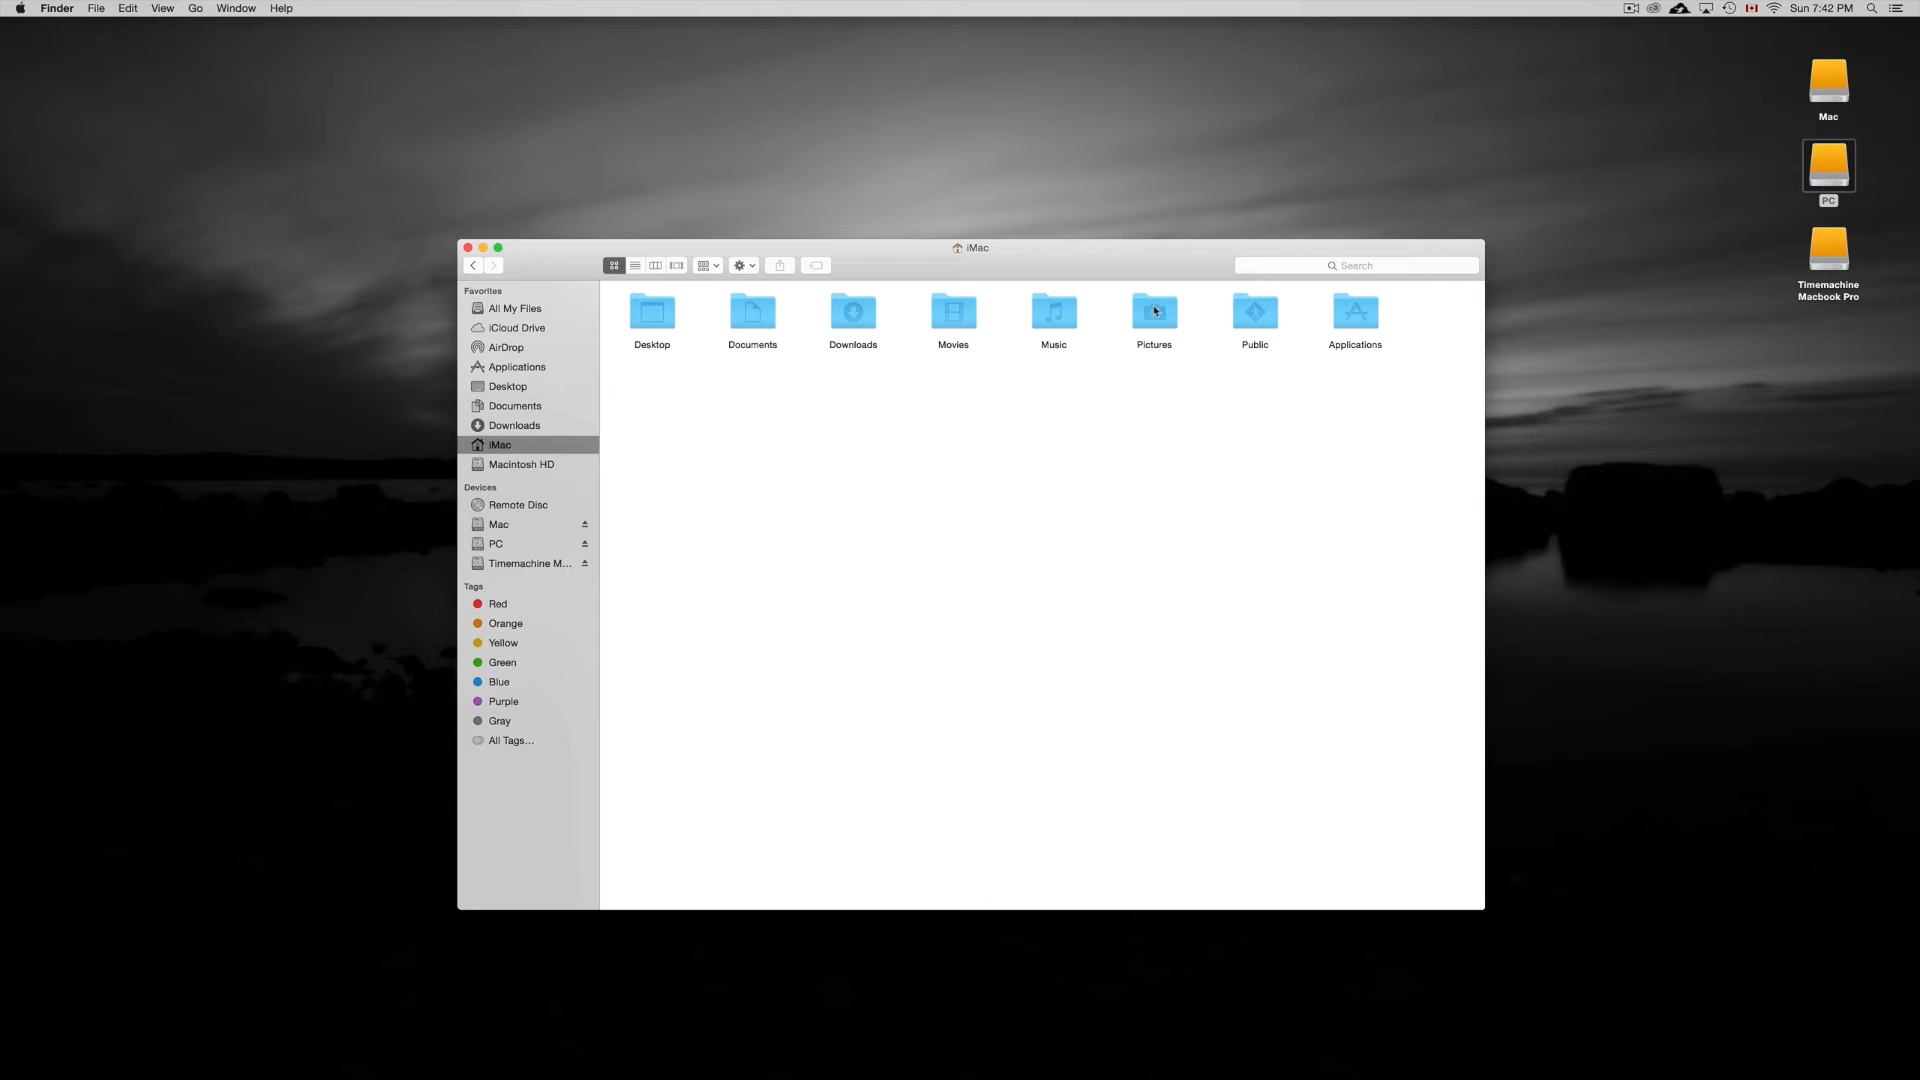 Finder File Edit View Go Window Help Sun 7:42 PM
Mac
PC
Timemachine
Macbook Pro
iMac
Search
Favorites
All My Files
iCloud Drive
AirDrop
Applications
Desktop
Documents
Downloads
iMac
Macintosh HD
Devices
Remote Disc
Mac
PC
Timemachine M...
Tags
Red
Orange
Yellow
Green
Blue
Purple
Gray
All Tags...
Desktop Documents Downloads Movies Music Pictures Public Applications